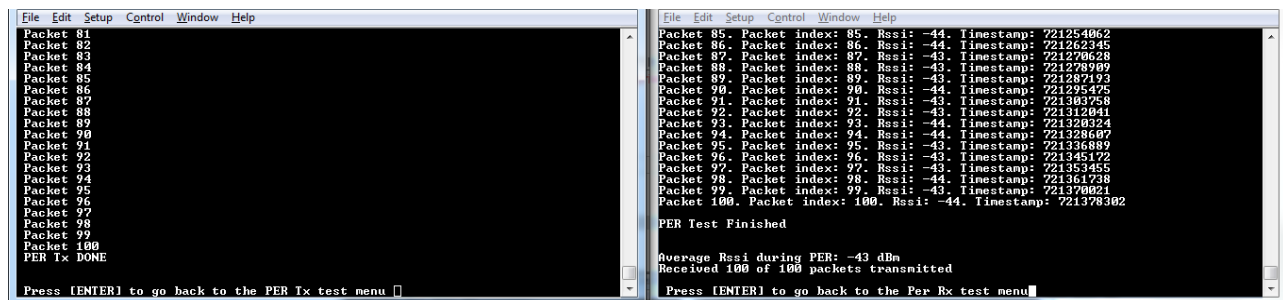 File Edit Setup Control Window Help
Packet 81
Packet 82
Packet 83
Packet 84
Packet 85
Packet 86
Packet 87
Packet 88
Packet 89
Packet 90
Packet 91
Packet 92
Packet 93
Packet 94
Packet 95
Packet 96
Packet 97
Packet 98
Packet 99
Packet 100
PER Tx DONE
Press [ENTER] to go back to the PER Tx test menu
File Edit Setup Control Window Help
Packet 85. Packet index: 85. Rssi: -44. Timestamp: 721254062
Packet 86. Packet index: 86. Rssi: -44. Timestamp: 721262345
Packet 87. Packet index: 87. Rssi: -43. Timestamp: 721270628
Packet 88. Packet index: 88. Rssi: -43. Timestamp: 721278909
Packet 89. Packet index: 89. Rssi: -43. Timestamp: 721287193
Packet 90. Packet index: 90. Rssi: -44. Timestamp: 721295475
Packet 91. Packet index: 91. Rssi: -43. Timestamp: 721303758
Packet 92. Packet index: 92. Rssi: -43. Timestamp: 721312041
Packet 93. Packet index: 93. Rssi: -44. Timestamp: 721320324
Packet 94. Packet index: 94. Rssi: -44. Timestamp: 721328607
Packet 95. Packet index: 95. Rssi: -43. Timestamp: 721336889
Packet 96. Packet index: 96. Rssi: -43. Timestamp: 721345172
Packet 97. Packet index: 97. Rssi: -43. Timestamp: 721353455
Packet 98. Packet index: 98. Rssi: -44. Timestamp: 721361738
Packet 99. Packet index: 99. Rssi: -43. Timestamp: 721370021
Packet 100. Packet index: 100. Rssi: -44. Timestamp: 721378302
PER Test Finished
Average Rssi during PER: -43 dBm
Received 100 of 100 packets transmitted
Press [ENTER] to go back to the Per Rx test menu